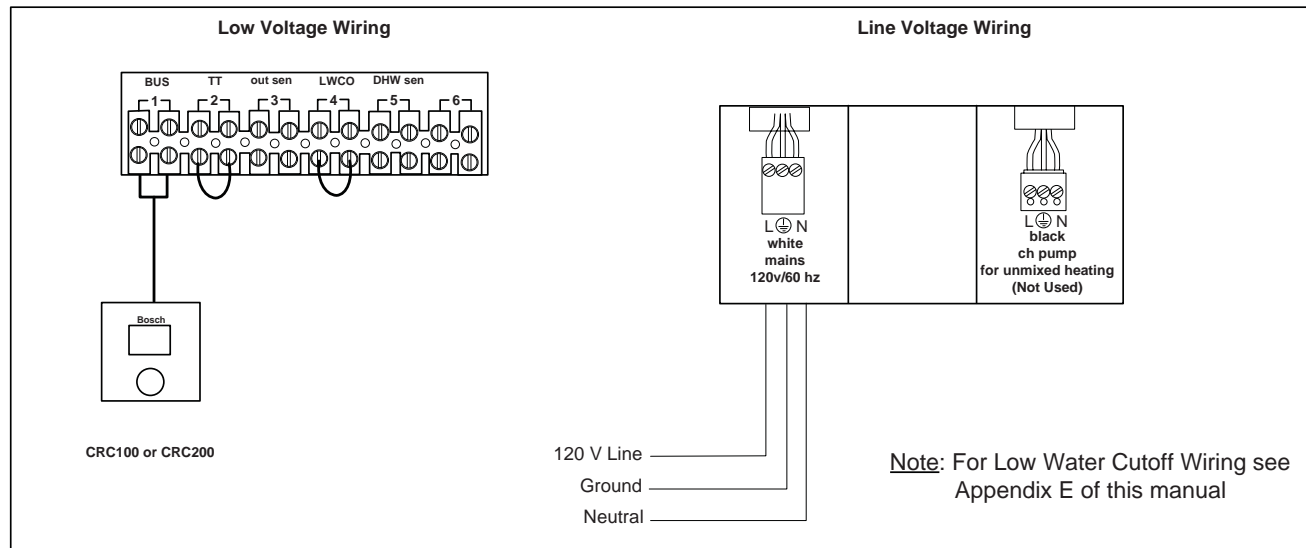 Low Voltage Wiring
BUS TT out sen LWCO DHW sen
1 2 3 4 5 6
Bosch
CRC100 or CRC200
Line Voltage Wiring
L N
white
mains
120v/60 hz
L N
black
ch pump
for unmixed heating
(Not Used)
120 V Line
Ground
Neutral
Note: For Low Water Cutoff Wiring see
Appendix E of this manual